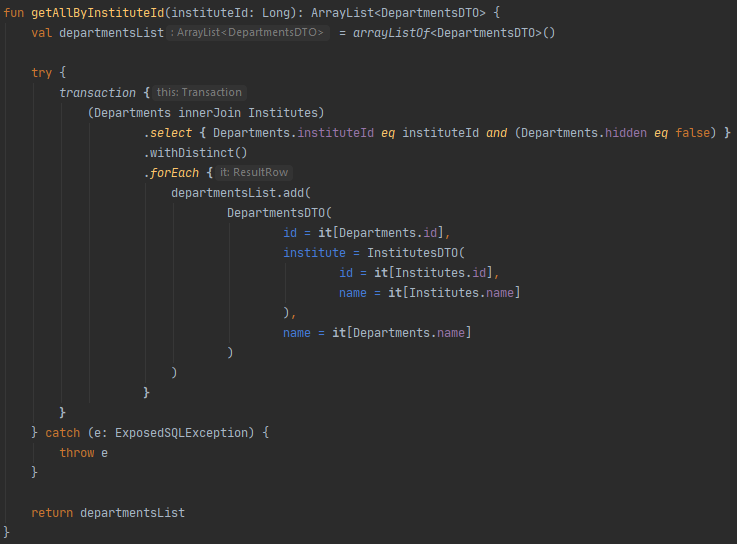 fun getAllByInstituteId(instituteId: Long): ArrayList<DepartmentsDTO> {
    val departmentsList : ArrayList<DepartmentsDTO> = arrayListOf<DepartmentsDTO>()

    try {
        transaction { this: Transaction
            (Departments innerJoin Institutes)
                    .select { Departments.instituteId eq instituteId and (Departments.hidden eq false) }
                    .withDistinct()
                    .forEach { it: ResultRow
                        departmentsList.add(
                                DepartmentsDTO(
                                        id = it[Departments.id],
                                        institute = InstitutesDTO(
                                                id = it[Institutes.id],
                                                name = it[Institutes.name]
                                        ),
                                        name = it[Departments.name]
                                )
                        )
                    }
        }
    } catch (e: ExposedSQLException) {
        throw e
    }

    return departmentsList
}